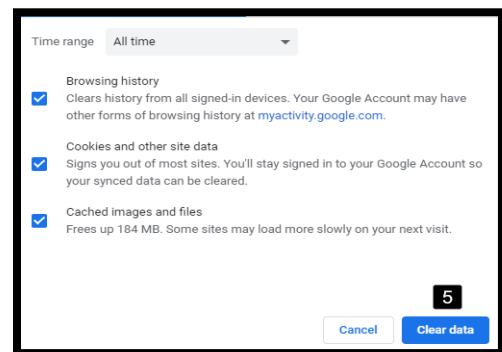 Time range All time
Browsing history
Clears history from all signed-in devices. Your Google Account may have
other forms of browsing history at myactivity.google.com.
Cookies and other site data
Signs you out of most sites. You'll stay signed in to your Google Account so
your synced data can be cleared.
Cached images and files
Frees up 184 MB. Some sites may load more slowly on your next visit.
5
Cancel Clear data